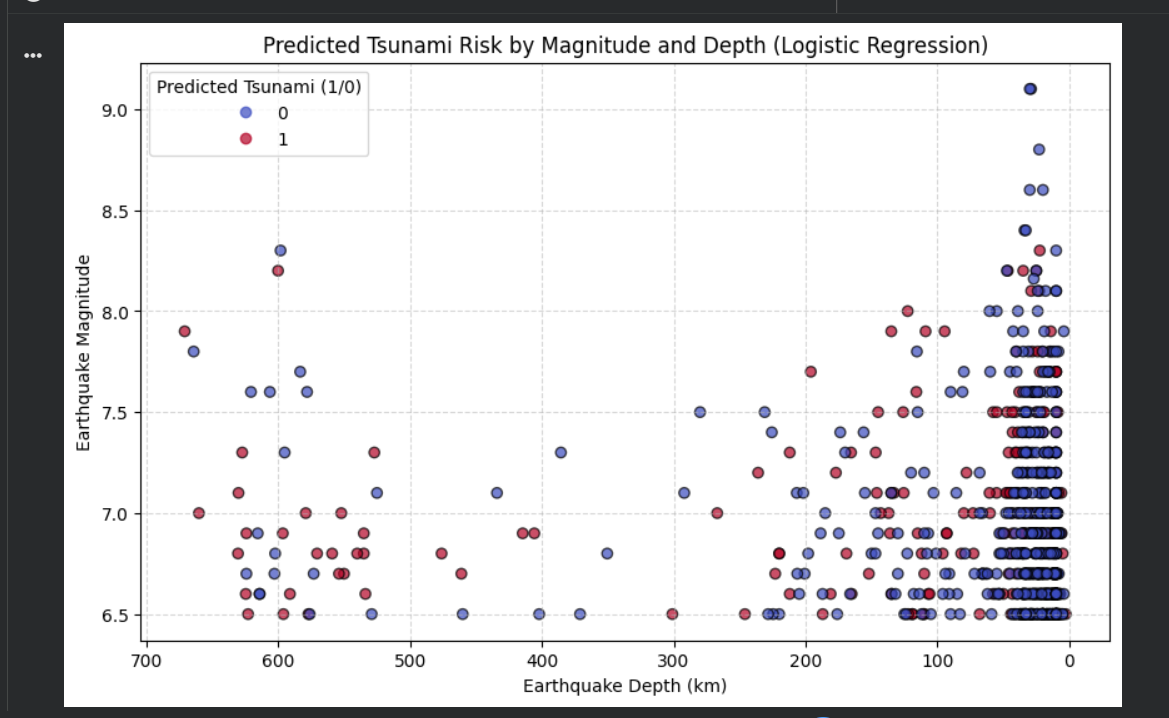 Predicted Tsunami Risk by Magnitude and Depth (Logistic Regression)
Predicted Tsunami (1/0)
0
1
Earthquake Magnitude
9.0
8.5
8.0
7.5
7.0
6.5
700 600 500 400 300 200 100 0
Earthquake Depth (km)